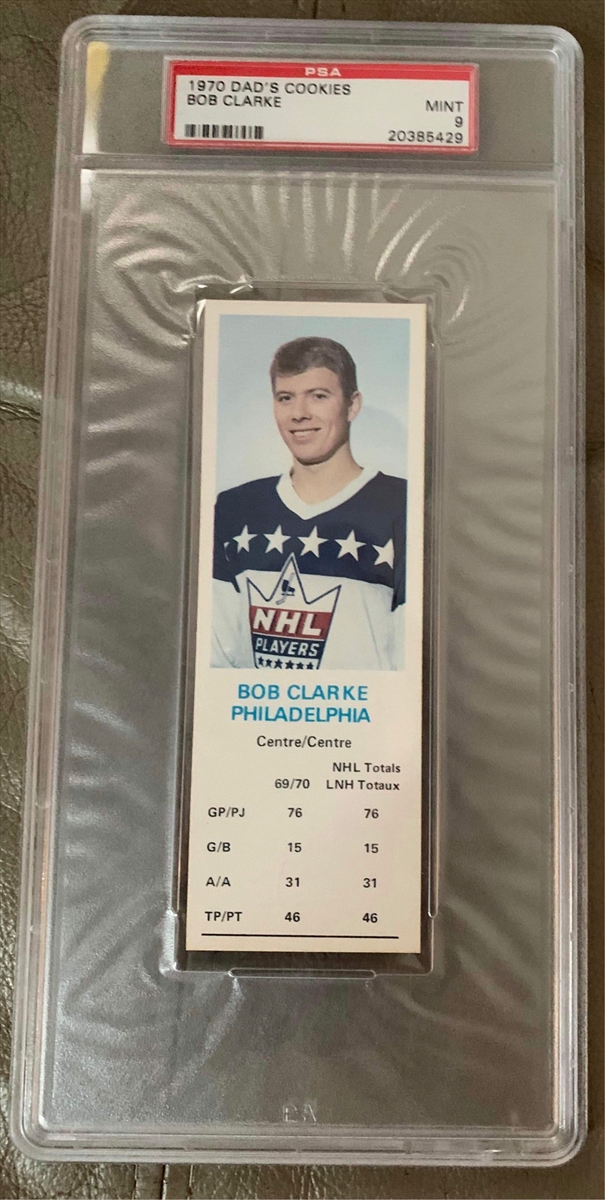 PSA
1970 DAD'S COOKIES
BOB CLARKE MINT
9
20385429
NHL
PLAYERS
BOB CLARKE
PHILADELPHIA
Centre/Centre
NHL Totals
69/70 LNH Totaux
GP/PJ 76 76
G/B 15 15
A/A 31 31
TP/PT 46 46